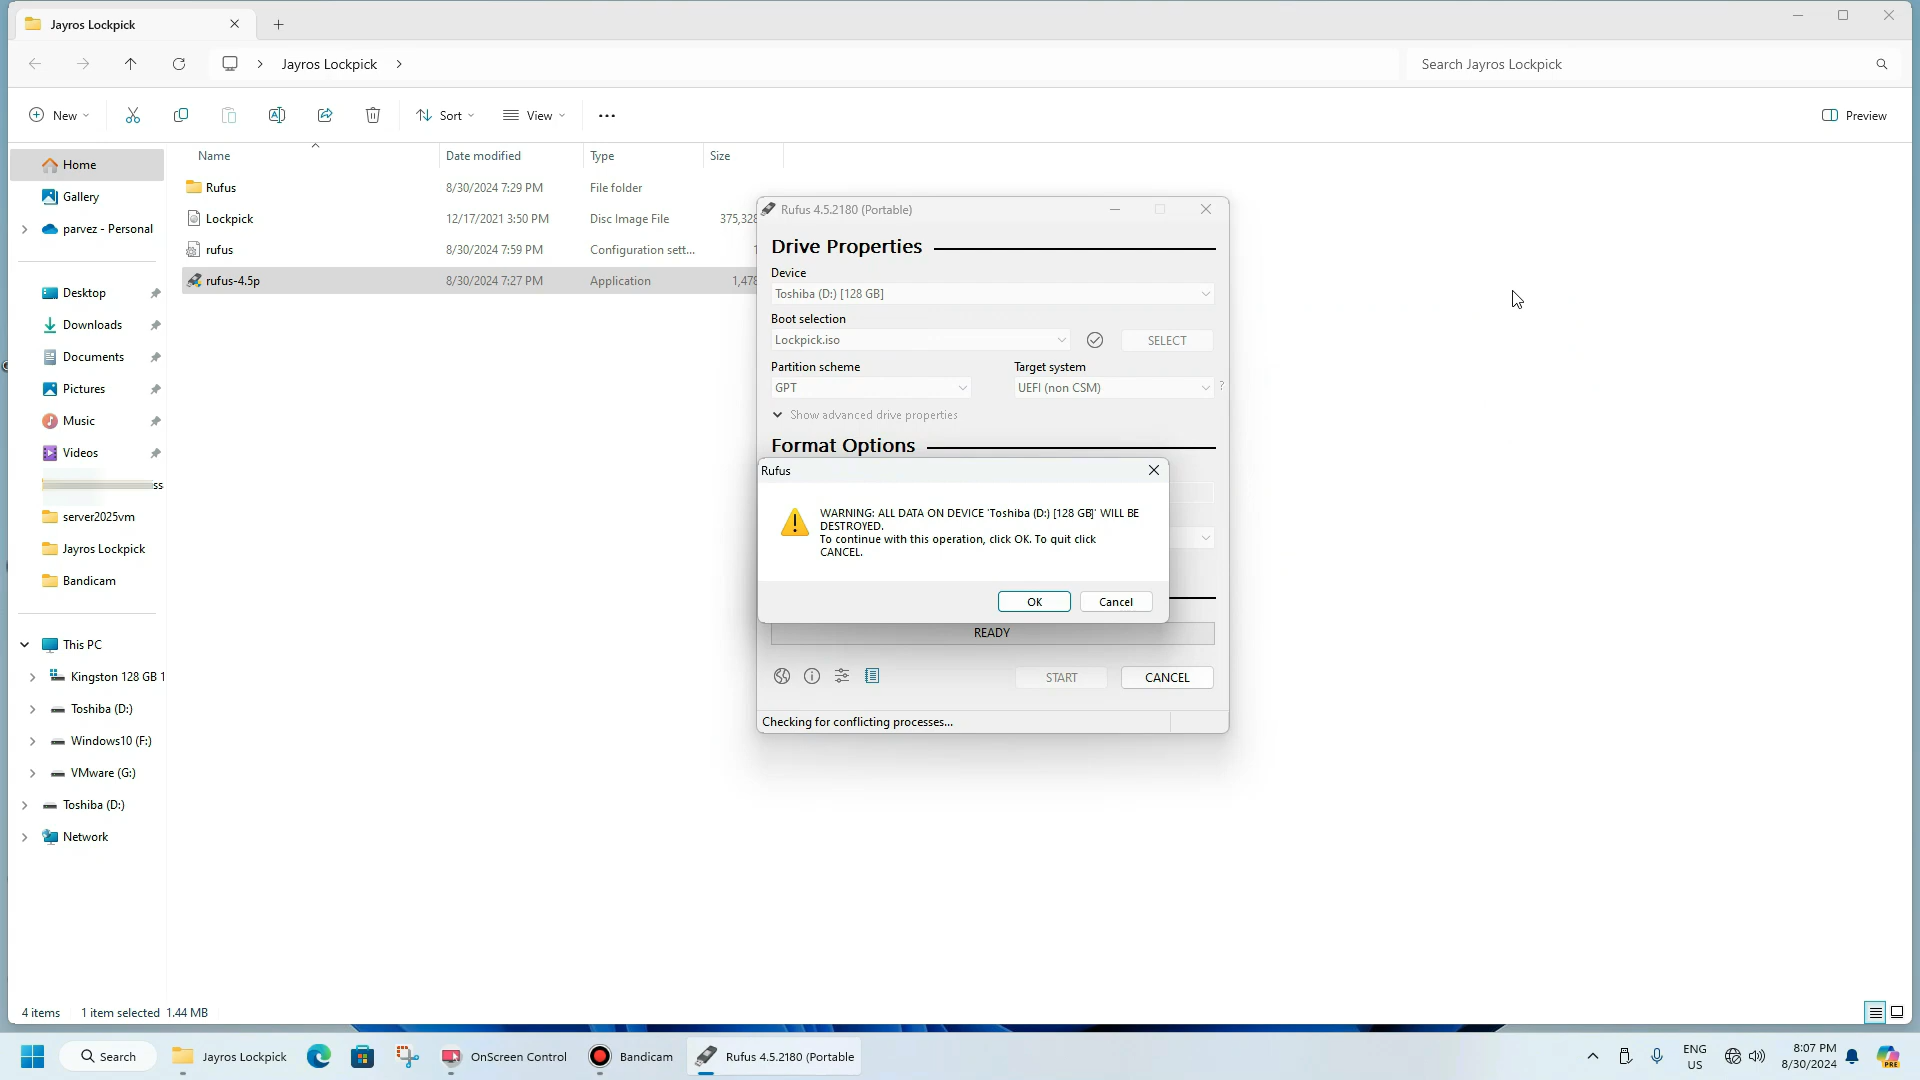 Jayros Lockpick
Jayros Lockpick
Search Jayros Lockpick
New
Sort
View
Preview
Name
Date modified
Type
Size
Home
Gallery
parvez - Personal
Desktop
Downloads
Documents
Pictures
Music
Videos
ss
server2025vm
Jayros Lockpick
Bandicam
This PC
Kingston 128 GB 1
Toshiba (D:)
Windows10 (F:)
VMware (G:)
Toshiba (D:)
Network
Rufus 8/30/2024 7:29 PM File folder
Lockpick 12/17/2021 3:50 PM Disc Image File 375,328
rufus 8/30/2024 7:59 PM Configuration sett... 1
rufus-4.5p 8/30/2024 7:27 PM Application 1,478
Rufus 4.5.2180 (Portable)
Drive Properties
Device
Toshiba (D:) [128 GB]
Boot selection
Lockpick.iso
SELECT
Partition scheme
Target system
GPT
UEFI (non CSM)
?
Show advanced drive properties
Format Options
Rufus
WARNING: ALL DATA ON DEVICE 'Toshiba (D:) [128 GB]' WILL BE
DESTROYED.
To continue with this operation, click OK. To quit click
CANCEL.
OK
Cancel
READY
START
CANCEL
Checking for conflicting processes...
4 items
1 item selected 1.44 MB
Search
Jayros Lockpick
OnScreen Control
Bandicam
Rufus 4.5.2180 (Portable
ENG
US
8:07 PM
8/30/2024
PRE